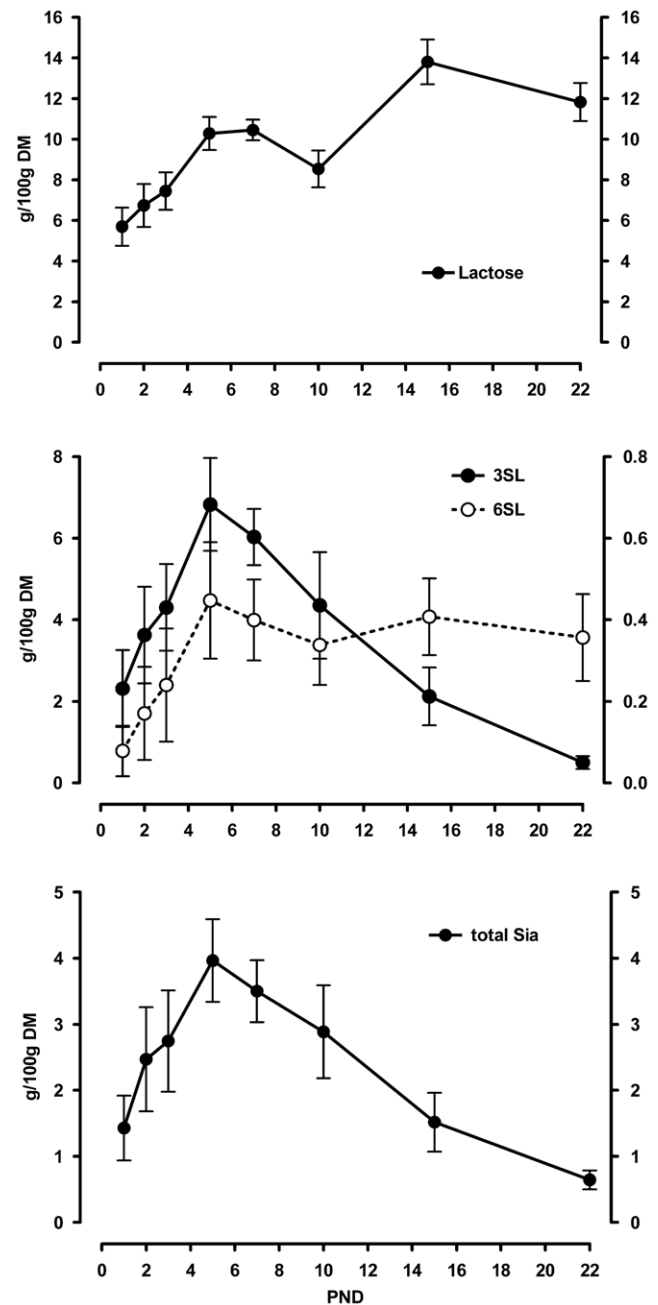 16 16
14 14
12 12
10 10
8 8
6 6
4 4
2 2
0 0
g/100g DM
Lactose
0 2 4 6 8 10 12 14 16 18 20 22
8 0.8
6 0.6
4 0.4
2 0.2
0 0.0
g/100g DM
3SL
6SL
0 2 4 6 8 10 12 14 16 18 20 22
5 5
4 4
3 3
2 2
1 1
0 0
g/100g DM
total Sia
0 2 4 6 8 10 12 14 16 18 20 22
PND